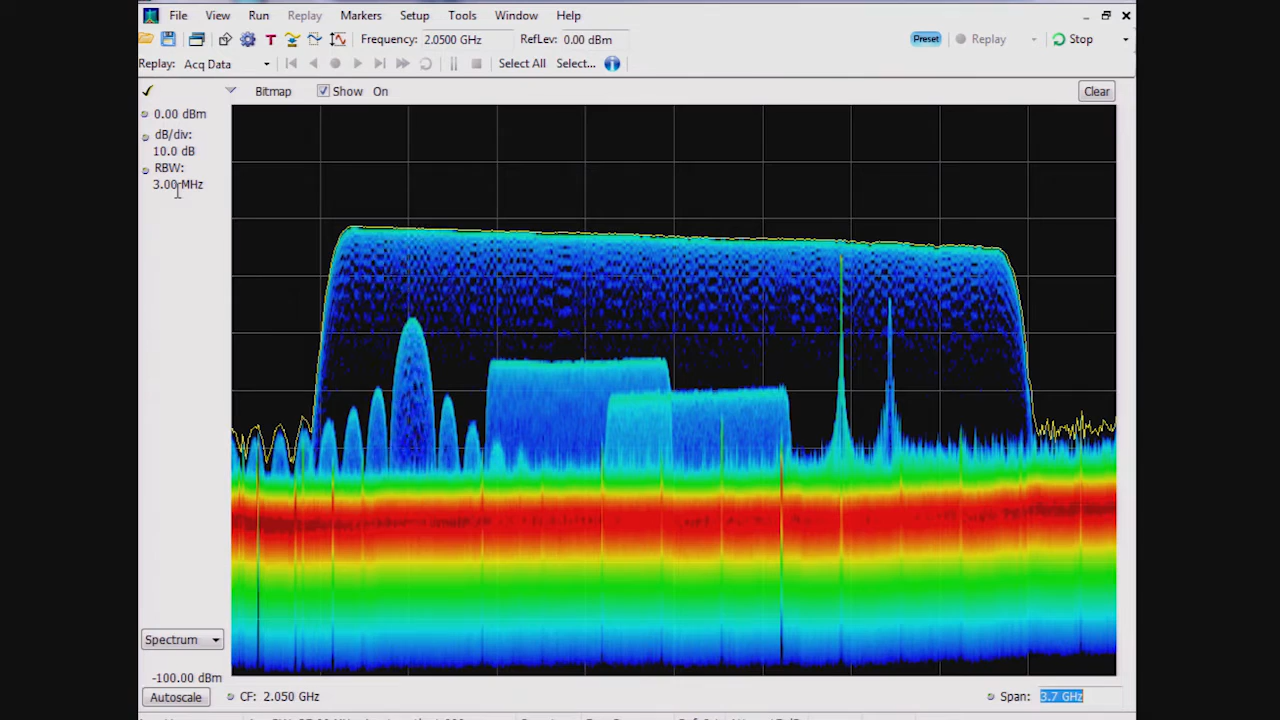 File View Run Replay Markers Setup Tools Window Help
T Frequency: 2.0500 GHz RefLev: 0.00 dBm Preset Replay Stop
Replay: Acq Data Select All Select...
Bitmap Show On Clear
0.00 dBm
dB/div:
10.0 dB
RBW:
3.00 MHz
Spectrum
-100.00 dBm
Autoscale CF: 2.050 GHz Span: 3.7 GHz